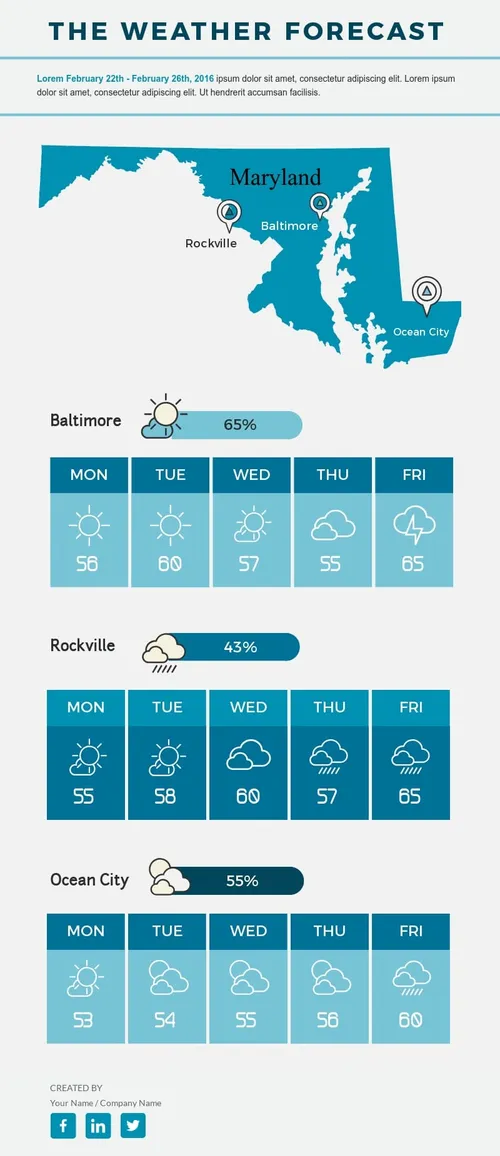 THE WEATHER FORECAST
Lorem February 22th - February 26th, 2016 ipsum dolor sit amet, consectetur adipiscing elit. Lorem ipsum
dolor sit amet, consectetur adipiscing elit. Ut hendrerit accumsan facilisis.
Maryland
Baltimore
Rockville
Ocean City
Baltimore 65%
MON TUE WED THU FRI
56 60 57 55 65
Rockville 43%
MON TUE WED THU FRI
55 58 60 57 65
Ocean City 55%
MON TUE WED THU FRI
53 54 55 56 60
CREATED BY
Your Name / Company Name
f in